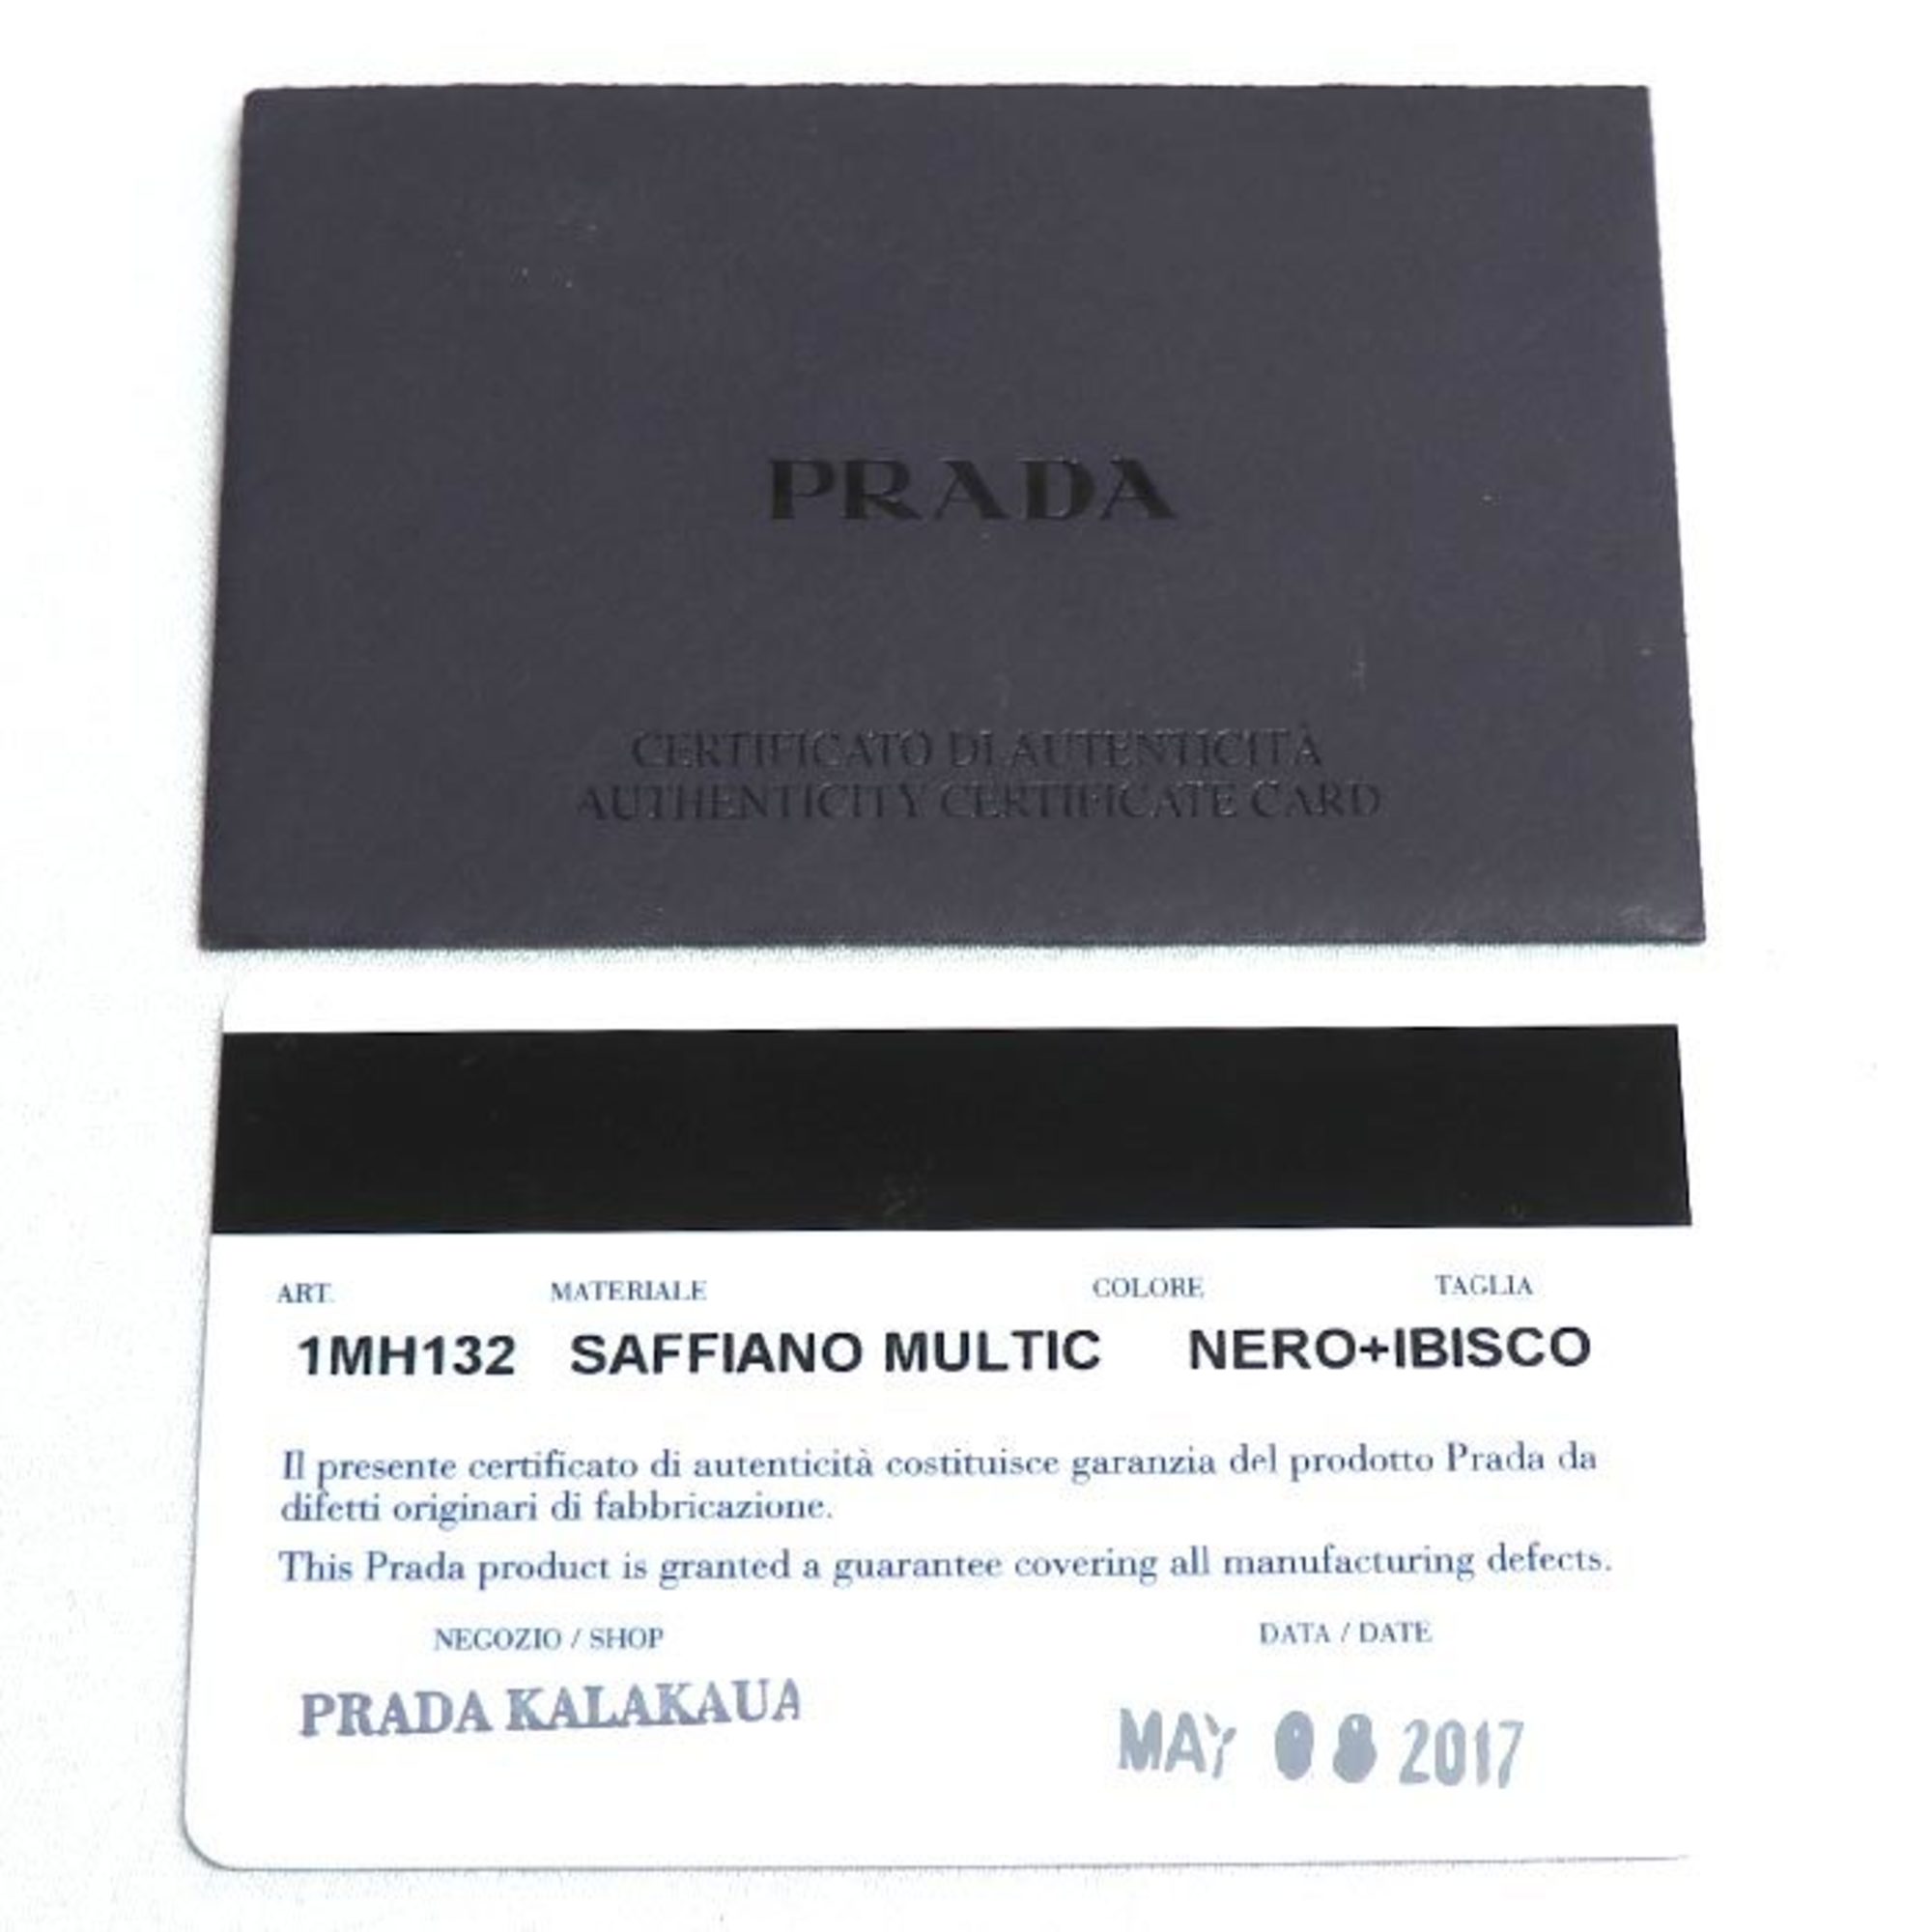 PRADA
CERTIFICATO DI AUTENTICITÀ
AUTHENTICITY CERTIFICATE CARD
ART. MATERIALE COLORE TAGLIA
1MH132 SAFFIANO MULTIC NERO+IBISCO
Il presente certificato di autenticità costituisce garanzia del prodotto Prada da
difetti originari di fabbricazione.
This Prada product is granted a guarantee covering all manufacturing defects.
NEGOZIO / SHOP DATA / DATE
PRADA KALAKAUA MAY 08 2017